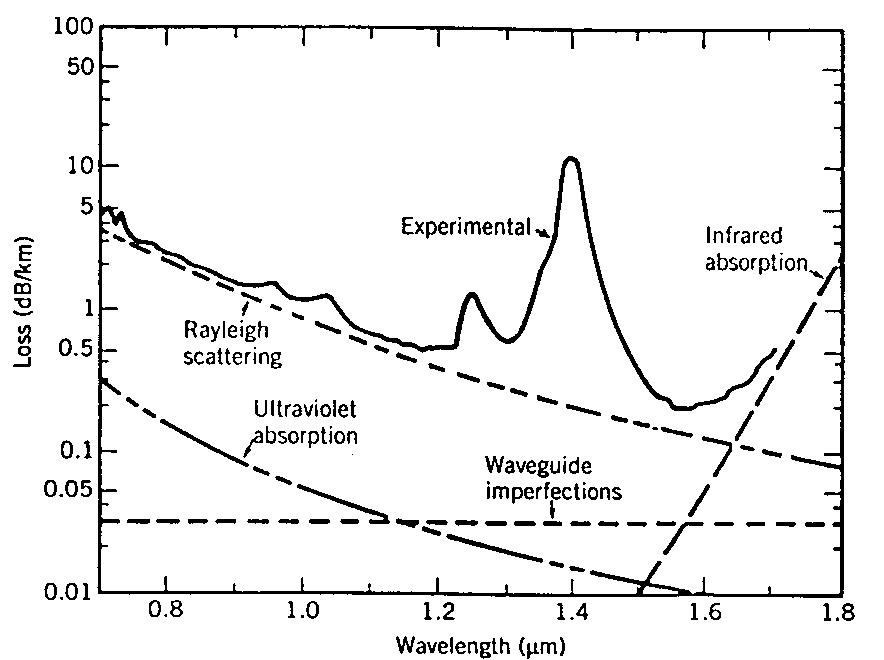 100
50
10
5
1
0.5
0.1
0.05
0.01
Loss (dB/km)
Experimental
Infrared
absorption
Rayleigh
scattering
Ultraviolet
absorption
Waveguide
imperfections
0.8 1.0 1.2 1.4 1.6 1.8
Wavelength (μm)